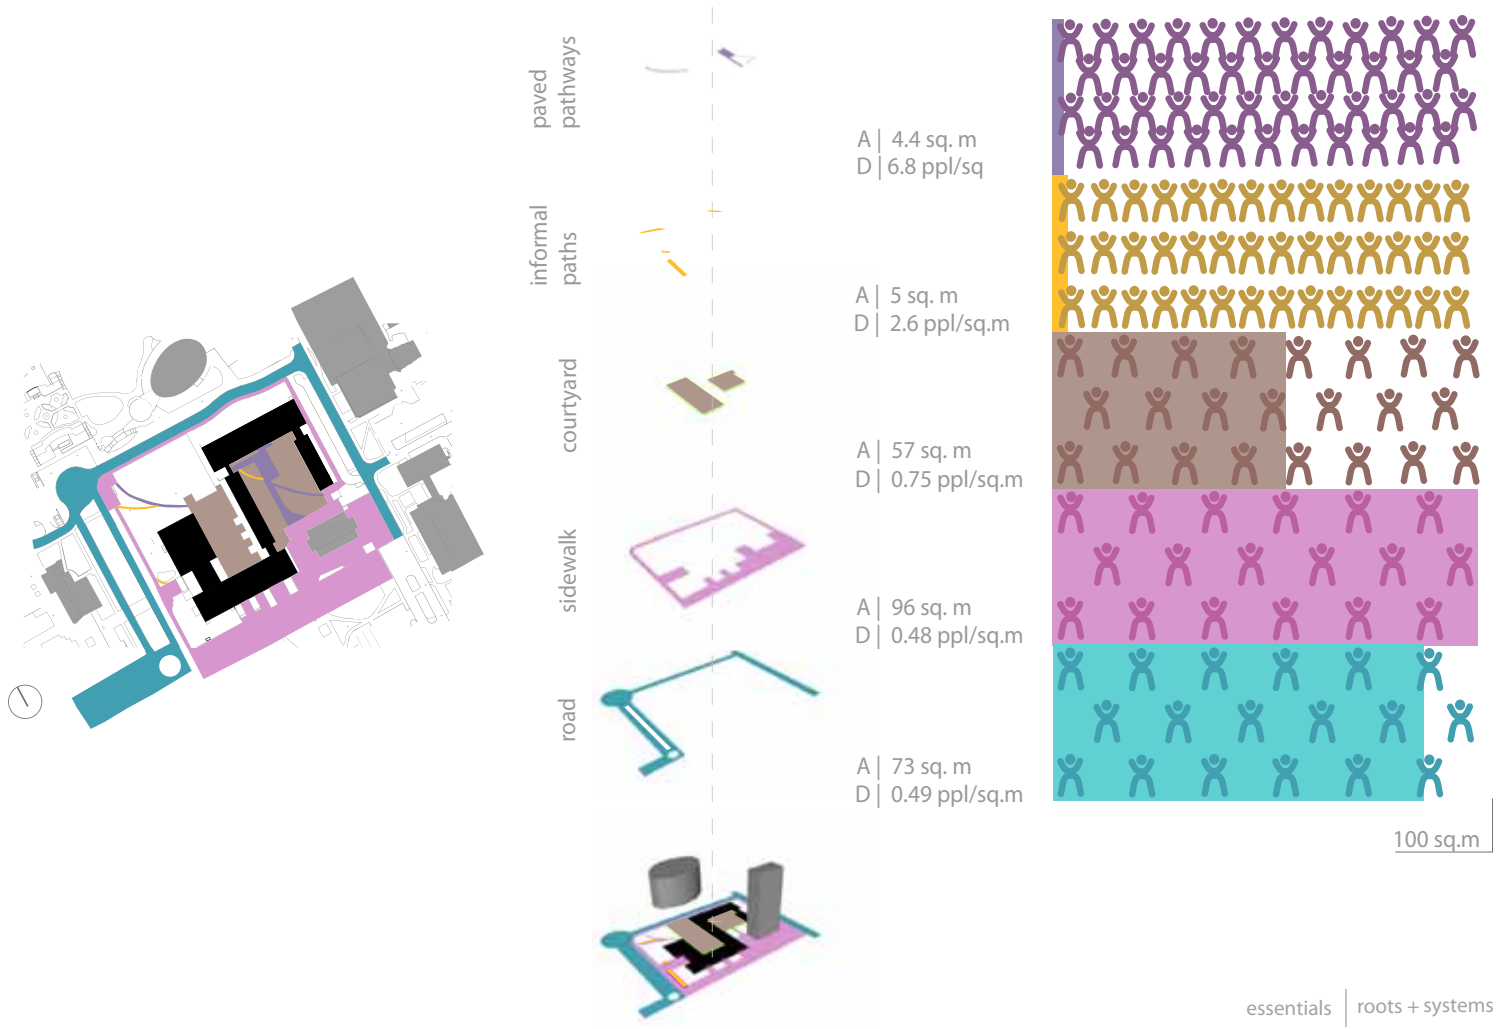 paved
pathways
A | 4.4 sq. m
D | 6.8 ppl/sq
informal
paths
A | 5 sq. m
D | 2.6 ppl/sq.m
courtyard
A | 57 sq. m
D | 0.75 ppl/sq.m
sidewalk
A | 96 sq. m
D | 0.48 ppl/sq.m
road
A | 73 sq. m
D | 0.49 ppl/sq.m
100 sq.m
essentials | roots + systems